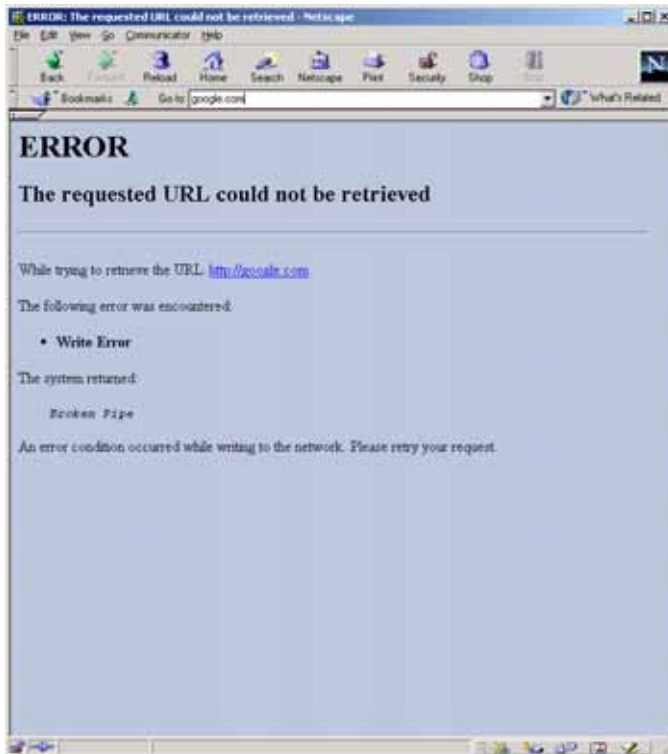 ERROR: The requested URL could not be retrieved - Netscape
File Edit View Go Communicator Help
Back Forward Reload Home Search Netscape Print Security Shop Stop
Bookmarks Go to: google.com What's Related
N
ERROR
The requested URL could not be retrieved
While trying to retrieve the URL: http://google.com
The following error was encountered:
• Write Error
The system returned:
Broken Pipe
An error condition occurred while writing to the network. Please retry your request.